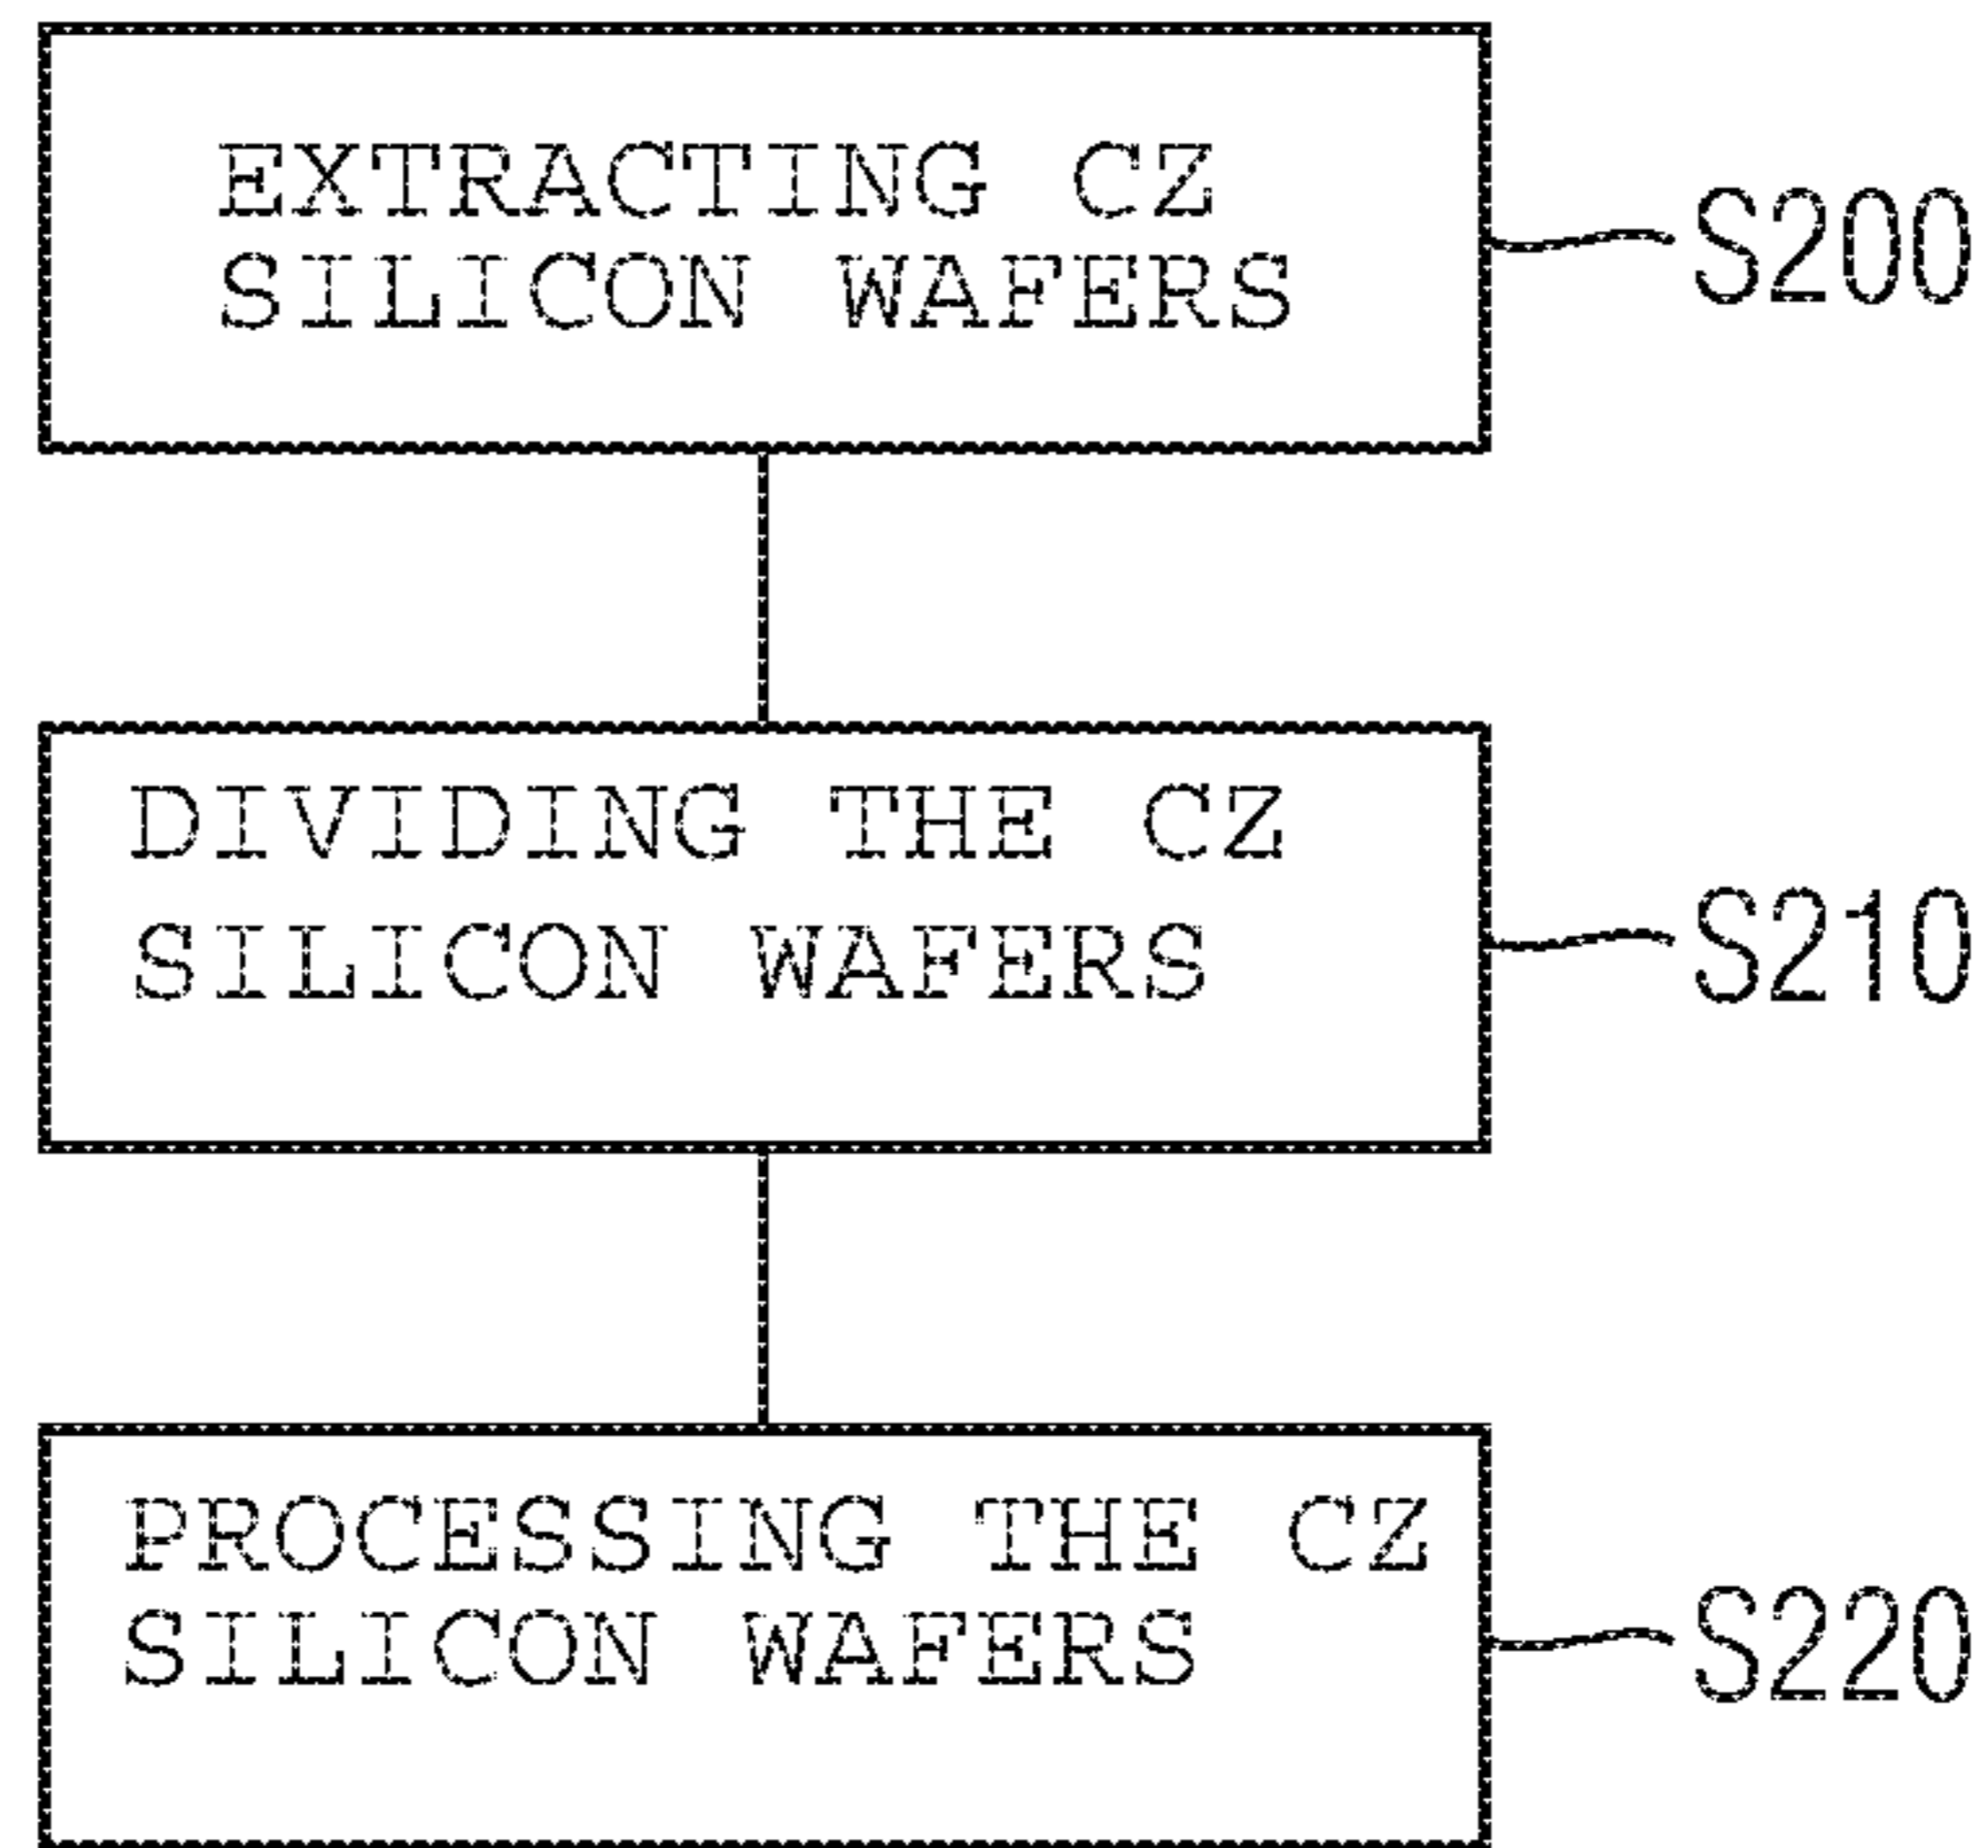 EXTRACTING CZ
SILICON WAFERS
S200
DIVIDING THE CZ
SILICON WAFERS
S210
PROCESSING THE CZ
SILICON WAFERS
S220